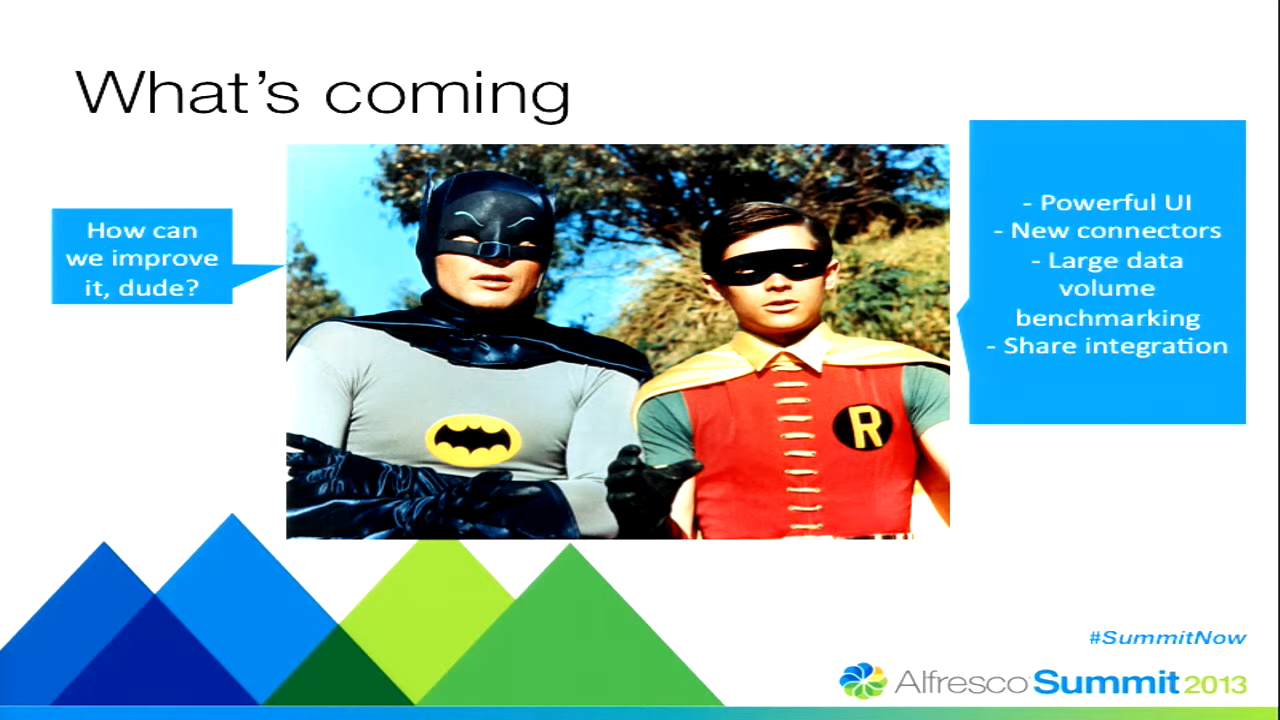 What's coming
How can
we improve
it, dude?
- Powerful UI
- New connectors
- Large data
volume
benchmarking
- Share integration
R
#SummitNow
Alfresco Summit 2013